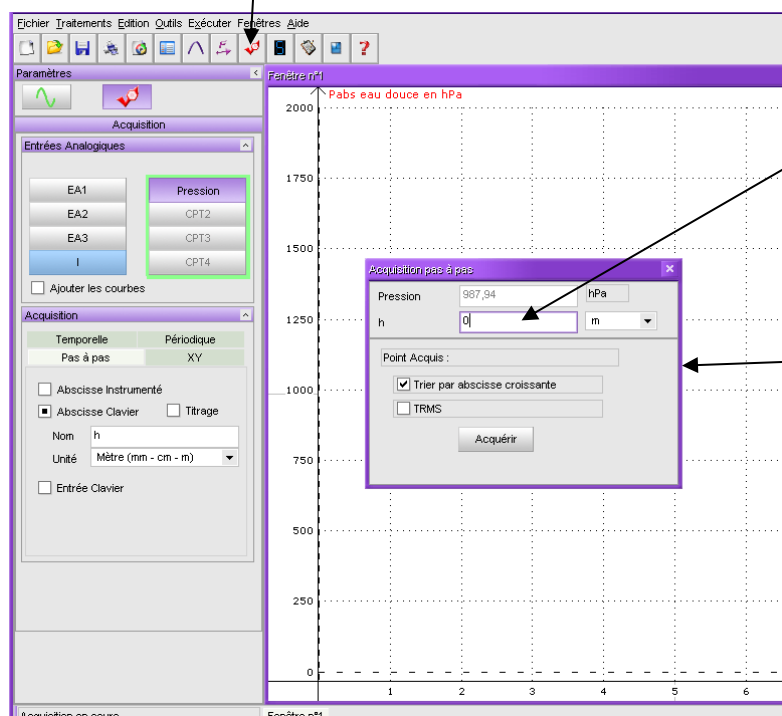 Fichier Traitements Edition Outils Exécuter Fenêtres Aide
Paramètres
Acquisition
Entrées Analogiques
EA1 Pression
EA2 CPT2
EA3 CPT3
I CPT4
Ajouter les courbes
Acquisition
Temporelle Périodique
Pas à pas XY
Abscisse Instrumenté
Abscisse Clavier Titrage
Nom h
Unité Mètre (mm - cm - m)
Entrée Clavier
Acquisition en cours
Fenêtre n°1
Pabs eau douce en hPa
2000
1750
1500
1250
1000
750
500
250
0
1 2 3 4 5 6
Acquisition pas à pas
Pression 987,94 hPa
h 0 m
Point Acquis :
Trier par abscisse croissante
TRMS
Acquérir
Fenêtre n°1